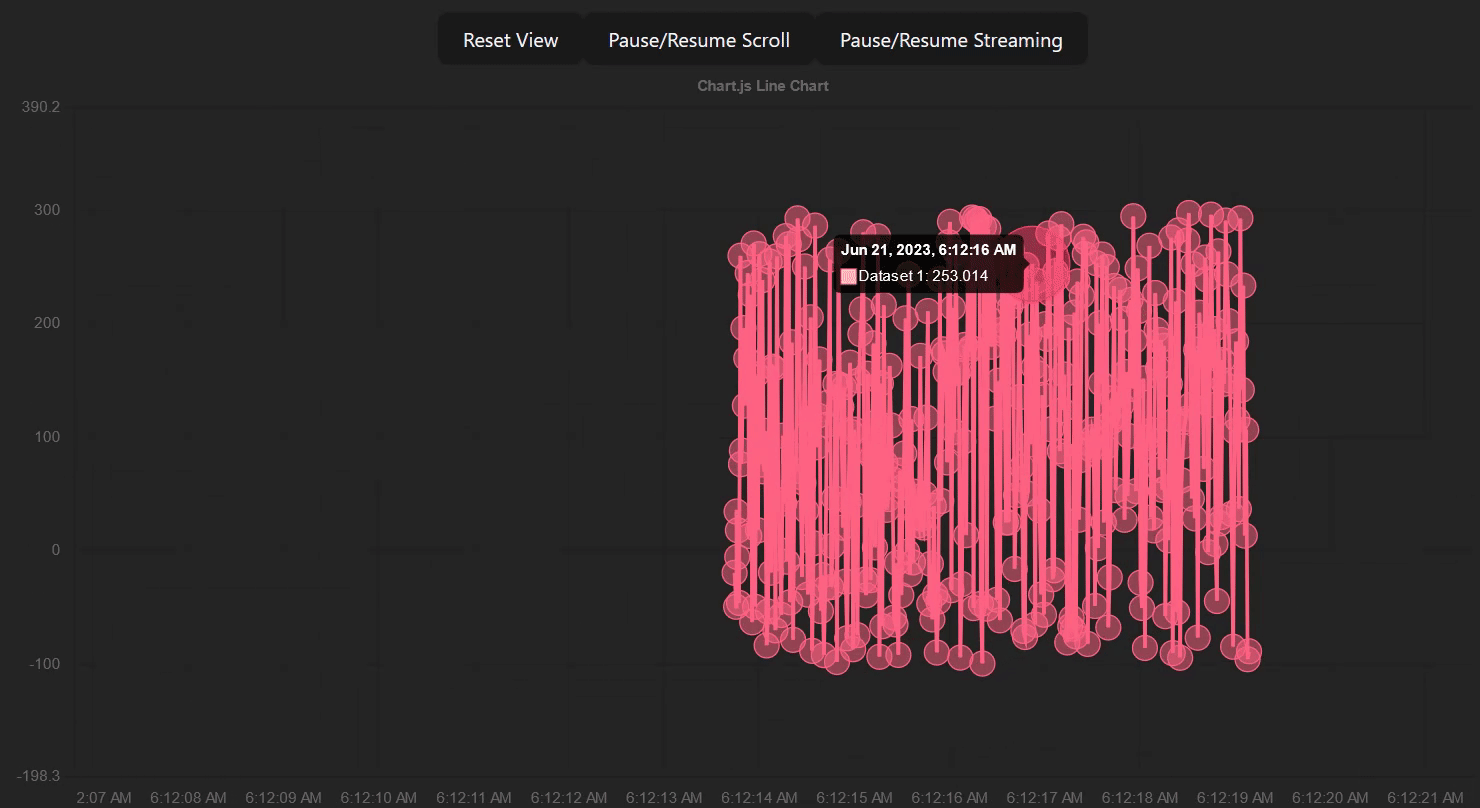 Reset View Pause/Resume Scroll Pause/Resume Streaming
Chart.js Line Chart
390.2
300
Jun 21, 2023, 6:12:16 AM
Dataset 1: 253.014
200
100
0
-100
-198.3
2:07 AM 6:12:08 AM 6:12:09 AM 6:12:10 AM 6:12:11 AM 6:12:12 AM 6:12:13 AM 6:12:14 AM 6:12:15 AM 6:12:16 AM 6:12:17 AM 6:12:18 AM 6:12:19 AM 6:12:20 AM 6:12:21 AM